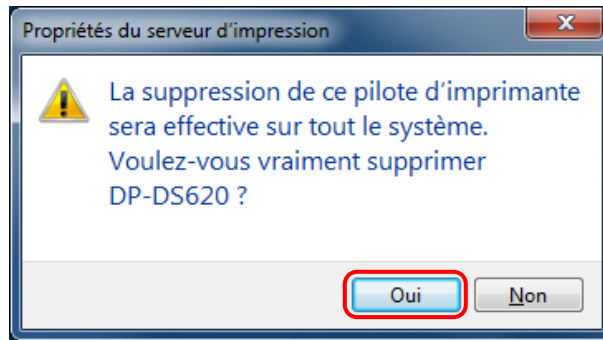 Propriétés du serveur d'impression
La suppression de ce pilote d'imprimante
sera effective sur tout le système.
Voulez-vous vraiment supprimer
DP-DS620 ?
Oui
Non